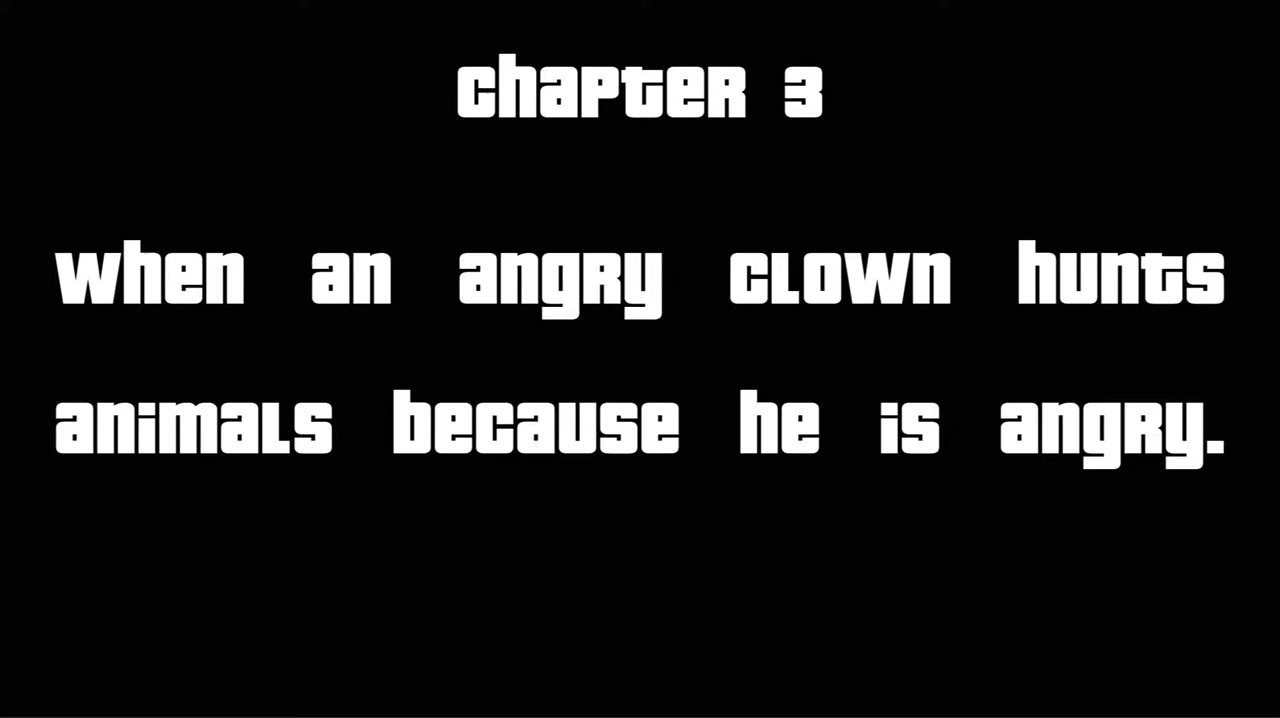 chapter 3
when an angry clown hunts
animals because he is angry.